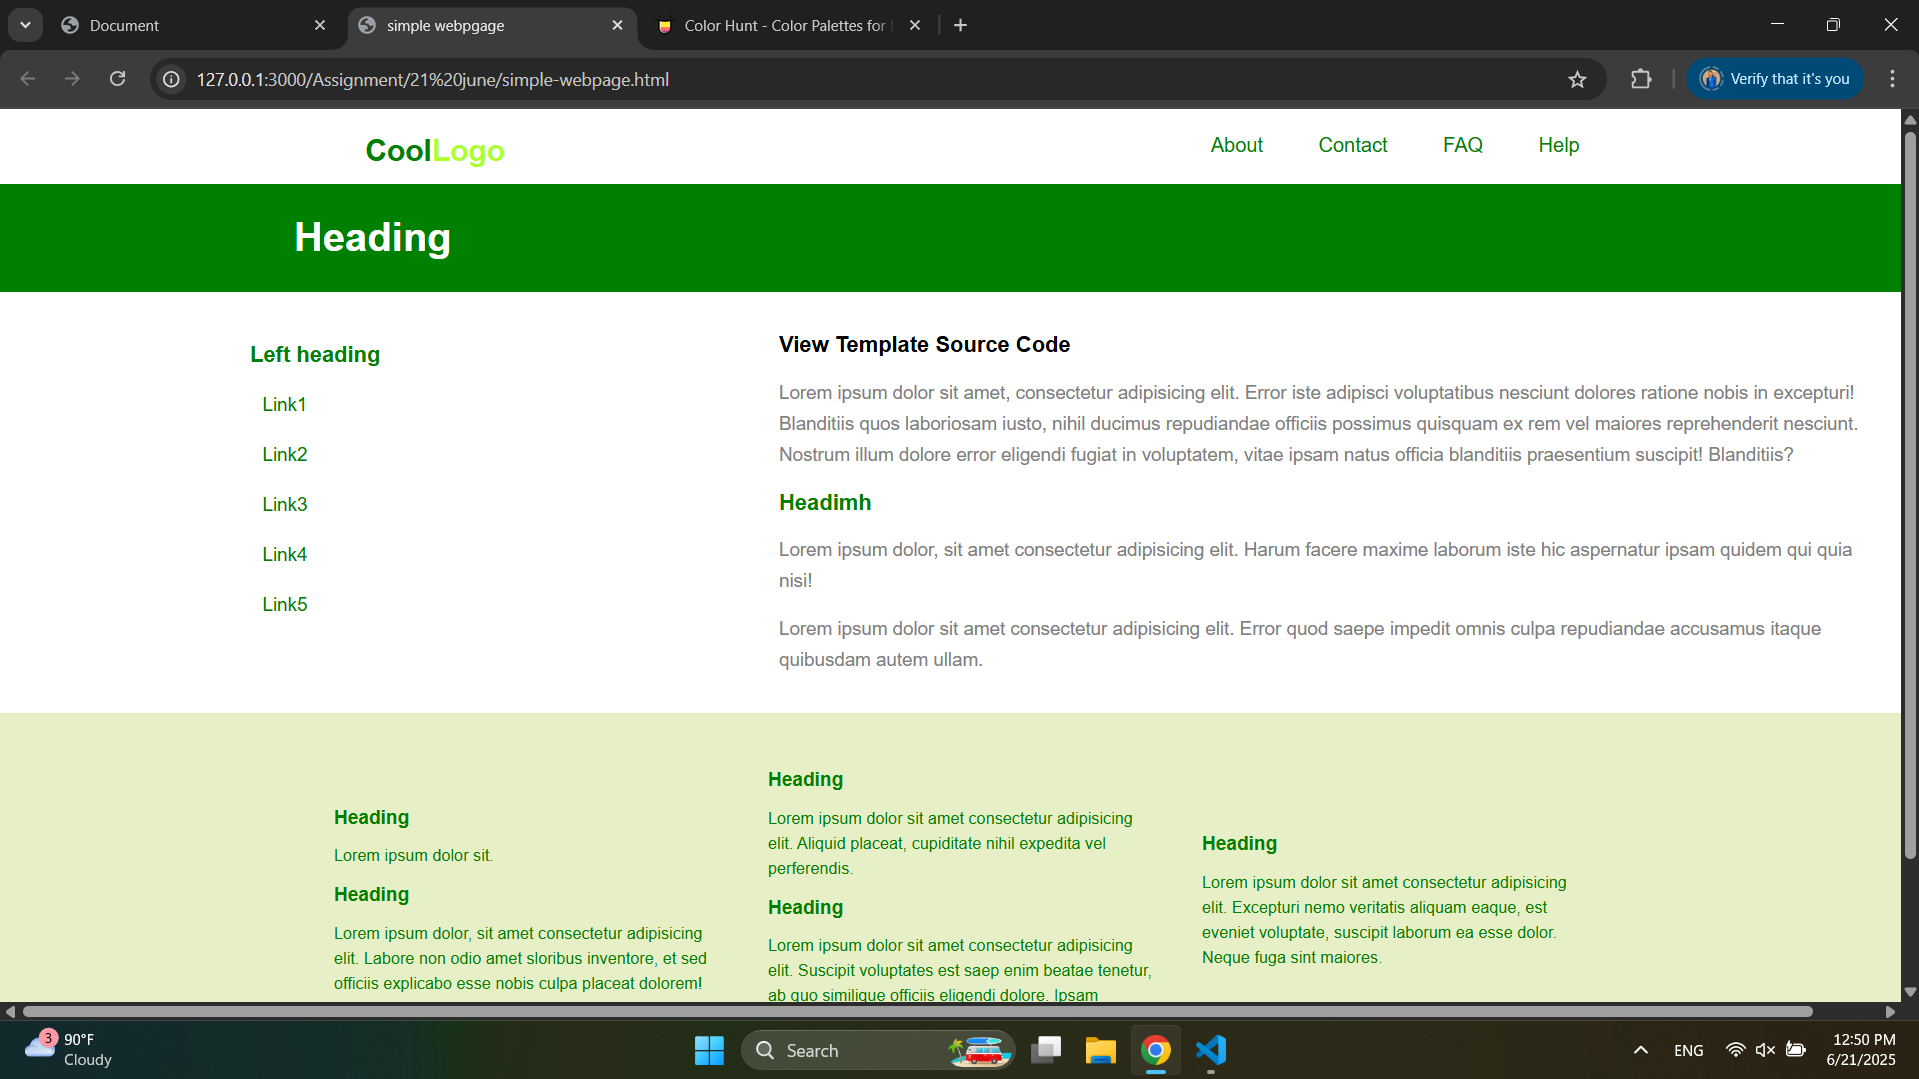 Document
simple webpgage
Color Hunt - Color Palettes for
127.0.0.1:3000/Assignment/21%20june/simple-webpage.html
Verify that it's you
CoolLogo
About
Contact
FAQ
Help
Heading
Left heading
Link1
Link2
Link3
Link4
Link5
View Template Source Code
Lorem ipsum dolor sit amet, consectetur adipisicing elit. Error iste adipisci voluptatibus nesciunt dolores ratione nobis in excepturi!
Blanditiis quos laboriosam iusto, nihil ducimus repudiandae officiis possimus quisquam ex rem vel maiores reprehenderit nesciunt.
Nostrum illum dolore error eligendi fugiat in voluptatem, vitae ipsam natus officia blanditiis praesentium suscipit! Blanditiis?
Headimh
Lorem ipsum dolor, sit amet consectetur adipisicing elit. Harum facere maxime laborum iste hic aspernatur ipsam quidem qui quia
nisi!
Lorem ipsum dolor sit amet consectetur adipisicing elit. Error quod saepe impedit omnis culpa repudiandae accusamus itaque
quibusdam autem ullam.
Heading
Lorem ipsum dolor sit.
Heading
Lorem ipsum dolor, sit amet consectetur adipisicing
elit. Labore non odio amet sloribus inventore, et sed
officiis explicabo esse nobis culpa placeat dolorem!
Heading
Lorem ipsum dolor sit amet consectetur adipisicing
elit. Aliquid placeat, cupiditate nihil expedita vel
perferendis.
Heading
Lorem ipsum dolor sit amet consectetur adipisicing
elit. Suscipit voluptates est saep enim beatae tenetur,
ab quo similique officiis eligendi dolore. Ipsam
Heading
Lorem ipsum dolor sit amet consectetur adipisicing
elit. Excepturi nemo veritatis aliquam eaque, est
eveniet voluptate, suscipit laborum ea esse dolor.
Neque fuga sint maiores.
3
90°F
Cloudy
Search
ENG
12:50 PM
6/21/2025